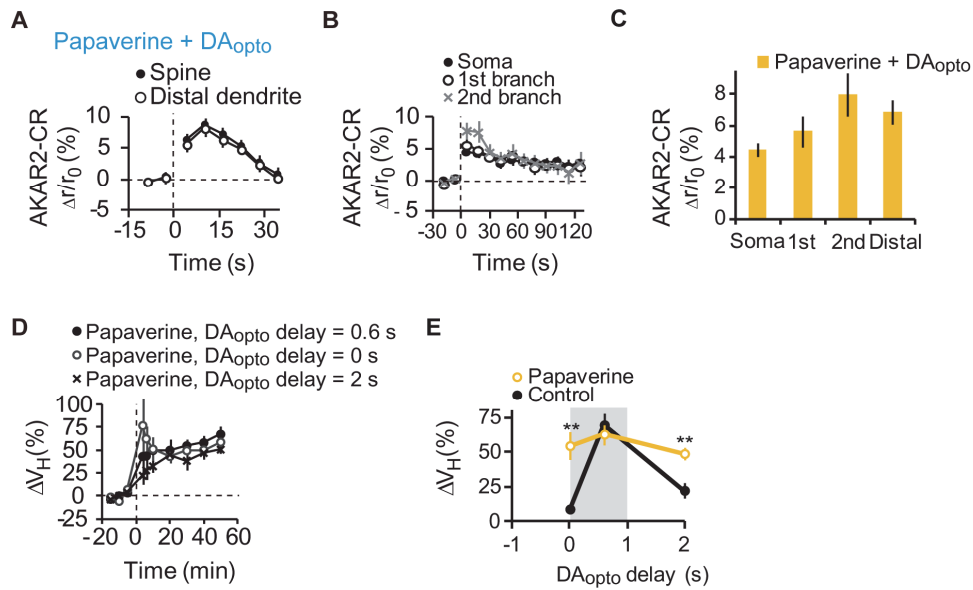 A
Papaverine + DAopto
Spine
Distal dendrite
AKAR2-CR
Δr/r0 (%)
10
5
0
-5
-15 0 15 30
Time (s)
B
Soma
1st branch
2nd branch
AKAR2-CR
Δr/r0 (%)
10
5
0
-5
-30 0 30 60 90 120
Time (s)
C
Papaverine + DAopto
AKAR2-CR
Δr/r0 (%)
8
6
4
2
0
Soma 1st 2nd Distal
D
Papaverine, DAopto delay = 0.6 s
Papaverine, DAopto delay = 0 s
Papaverine, DAopto delay = 2 s
ΔVH(%)
100
75
50
25
0
-25
-20 0 20 40 60
Time (min)
E
Papaverine
Control
ΔVH(%)
75
50
25
0
** **
-1 0 1 2
DAopto delay (s)